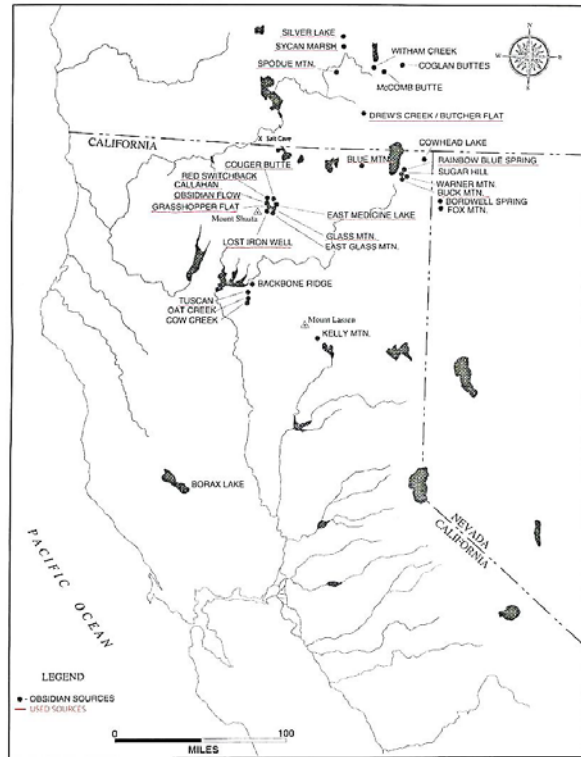 SILVER LAKE
SYCAN MARSH
WITHAM CREEK
COGLAN BUTTES
SPODUE MTN.
McCOMB BUTTE
N
W
E
S
DREW'S CREEK / BUTCHER FLAT
X Salt Cave
CALIFORNIA
COWHEAD LAKE
COUGER BUTTE
BLUE MTN.
RAINBOW BLUE SPRING
RED SWITCHBACK
SUGAR HILL
CALLAHAN
WARNER MTN.
OBSIDIAN FLOW
BUCK MTN.
GRASSHOPPER FLAT
BORDWELL SPRING
FOX MTN.
Mount Shasta
EAST MEDICINE LAKE
GLASS MTN.
LOST IRON WELL
EAST GLASS MTN.
BACKBONE RIDGE
TUSCAN
OAT CREEK
COW CREEK
Mount Lassen
KELLY MTN.
BORAX LAKE
NEVADA
CALIFORNIA
PACIFIC OCEAN
LEGEND
● - OBSIDIAN SOURCES
— USED SOURCES
0 100
MILES